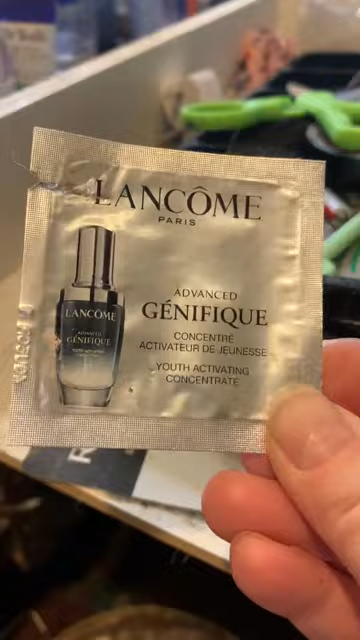 LANCÔME
PARIS
ADVANCED
GÉNIFIQUE
CONCENTRÉ
ACTIVATEUR DE JEUNESSE
YOUTH ACTIVATING
CONCENTRATE
LANCÔME
ADVANCED
GÉNIFIQUE